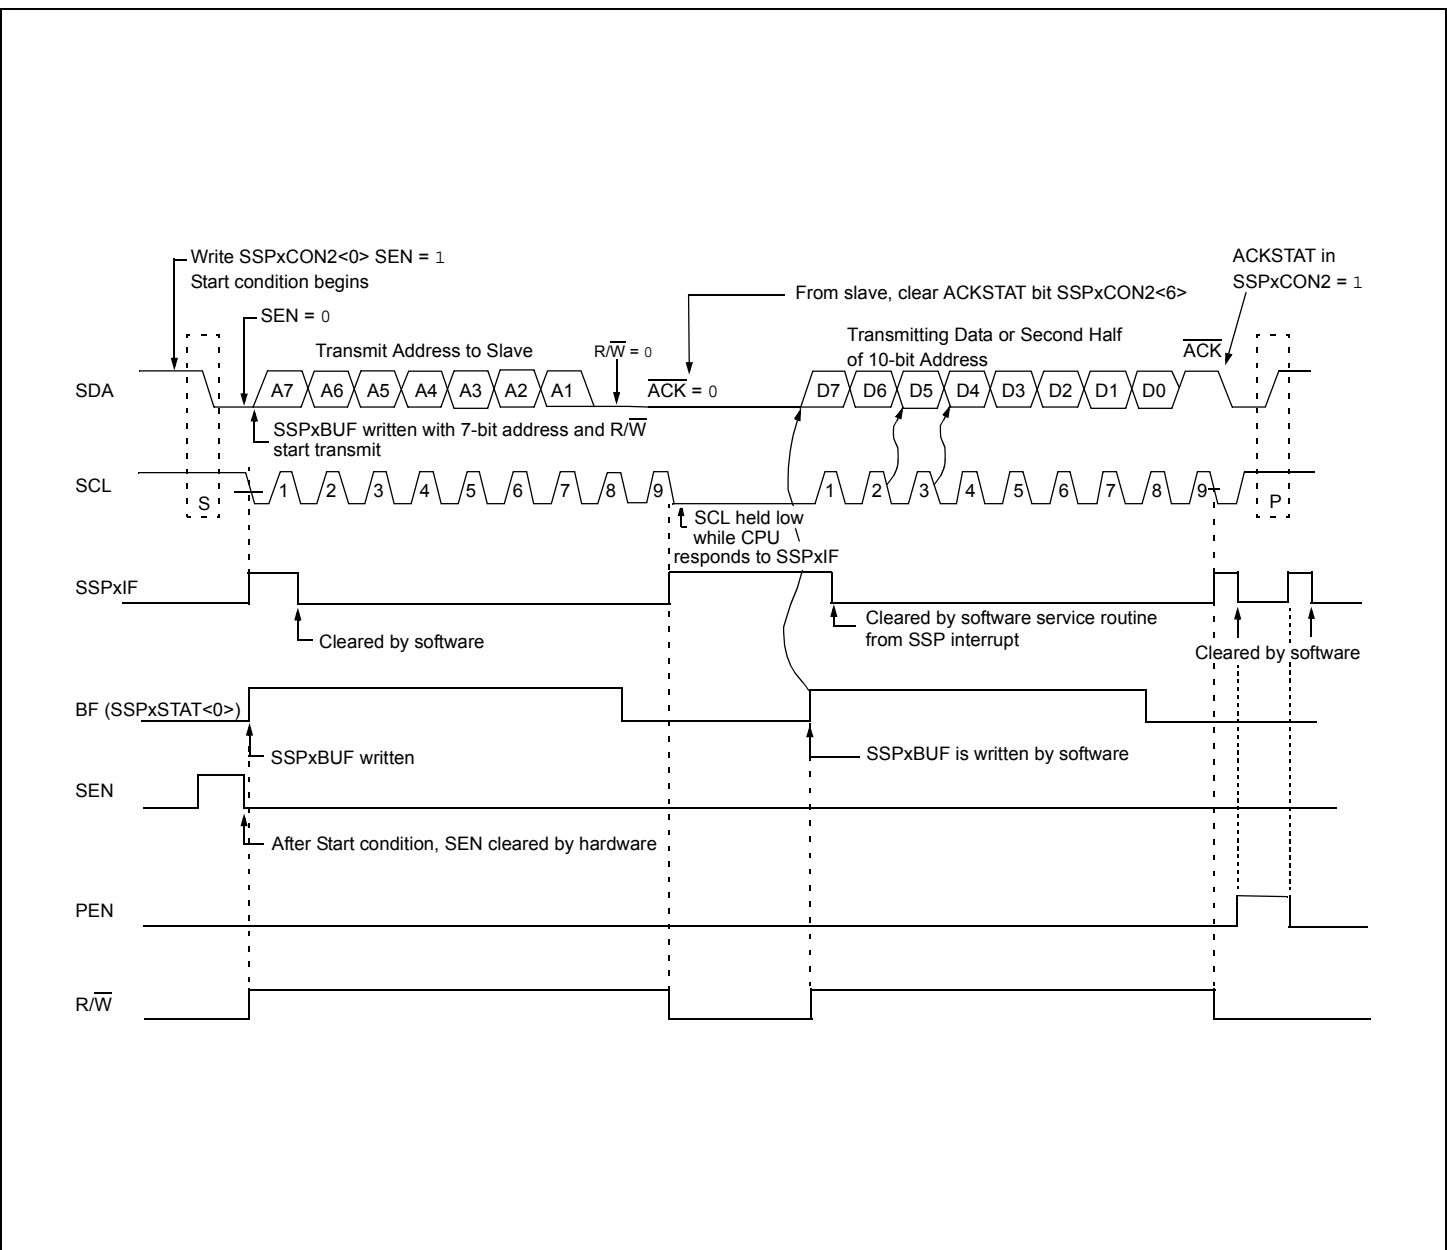 Write SSPxCON2<0> SEN = 1
Start condition begins
ACKSTAT in
SSPxCON2 = 1
From slave, clear ACKSTAT bit SSPxCON2<6>
SEN = 0
Transmit Address to Slave
R/W̅ = 0
Transmitting Data or Second Half
of 10-bit Address
A̅C̅K̅
SDA
A7 A6 A5 A4 A3 A2 A1
A̅C̅K̅ = 0
D7 D6 D5 D4 D3 D2 D1 D0
SSPxBUF written with 7-bit address and R/W̅
start transmit
SCL
S
1 2 3 4 5 6 7 8 9
1 2 3 4 5 6 7 8 9
P
SCL held low
while CPU
responds to SSPxIF
SSPxIF
Cleared by software
Cleared by software service routine
from SSP interrupt
Cleared by software
BF (SSPxSTAT<0>)
SSPxBUF written
SSPxBUF is written by software
SEN
After Start condition, SEN cleared by hardware
PEN
R/W̅